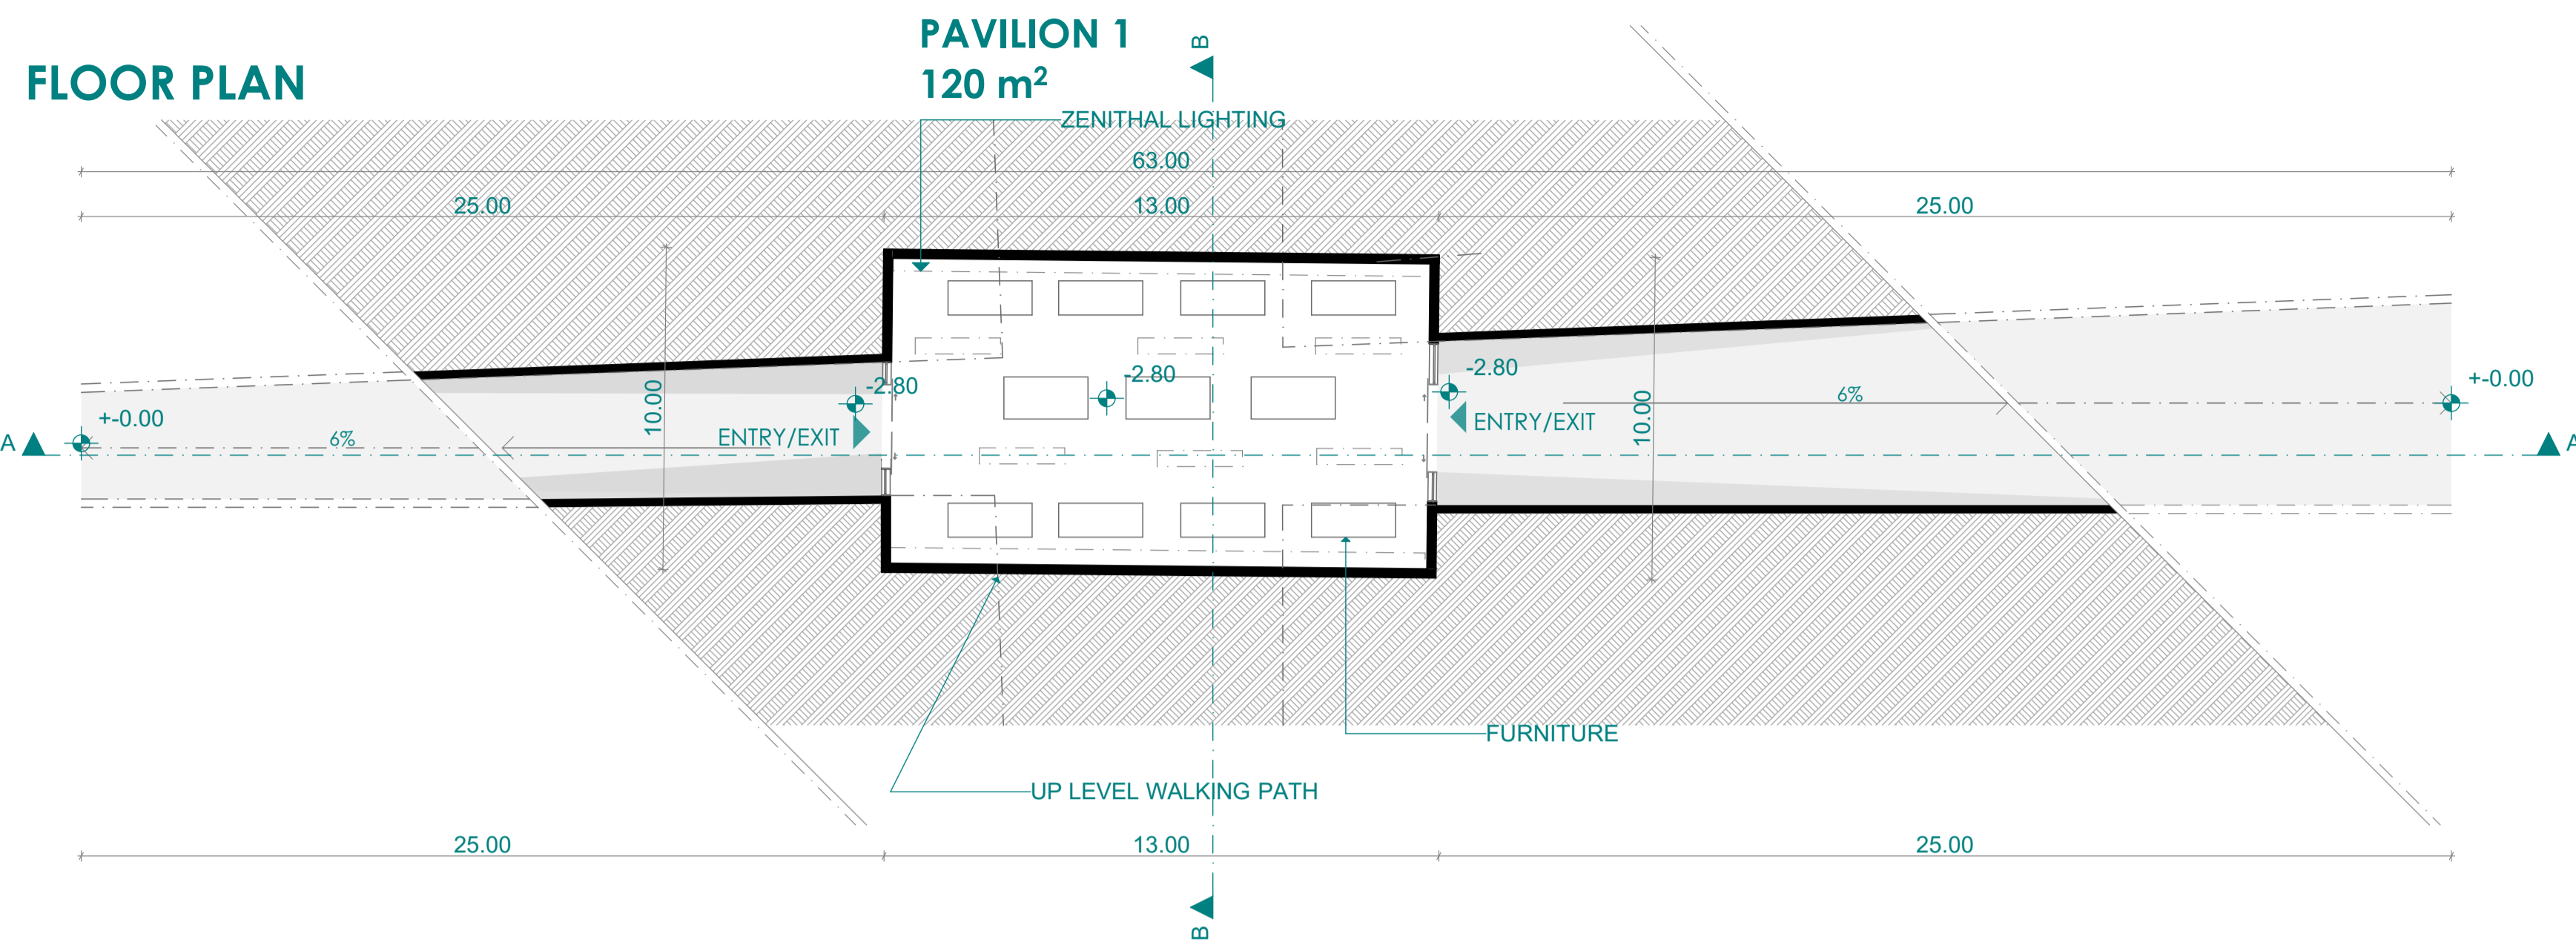 PAVILION 1
120 m²
FLOOR PLAN
B
ZENITHAL LIGHTING
63.00
25.00
13.00
25.00
10.00
10.00
-2.80
-2.80
-2.80
+-0.00
+-0.00
6%
6%
ENTRY/EXIT
ENTRY/EXIT
A
A
FURNITURE
UP LEVEL WALKING PATH
25.00
13.00
25.00
B